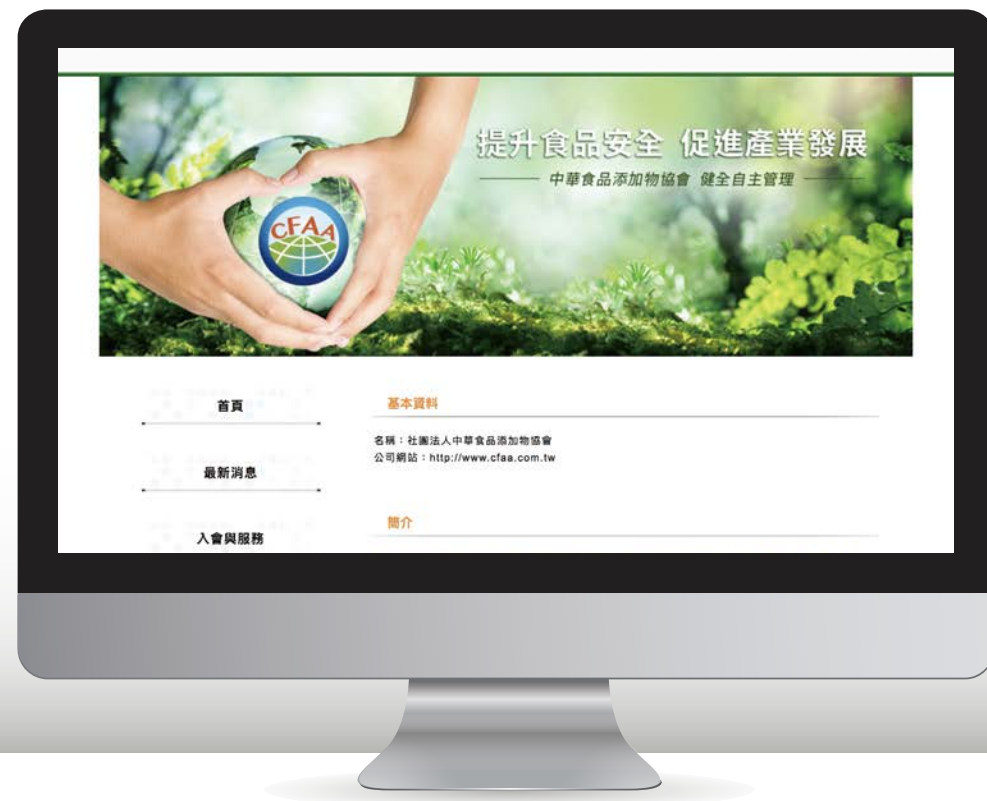 提升食品安全 促進產業發展
中華食品添加物協會 健全自主管理
CFAA
首頁
基本資料
名稱：社團法人中華食品添加物協會
公司網站：http://www.cfaa.com.tw
最新消息
簡介
入會與服務